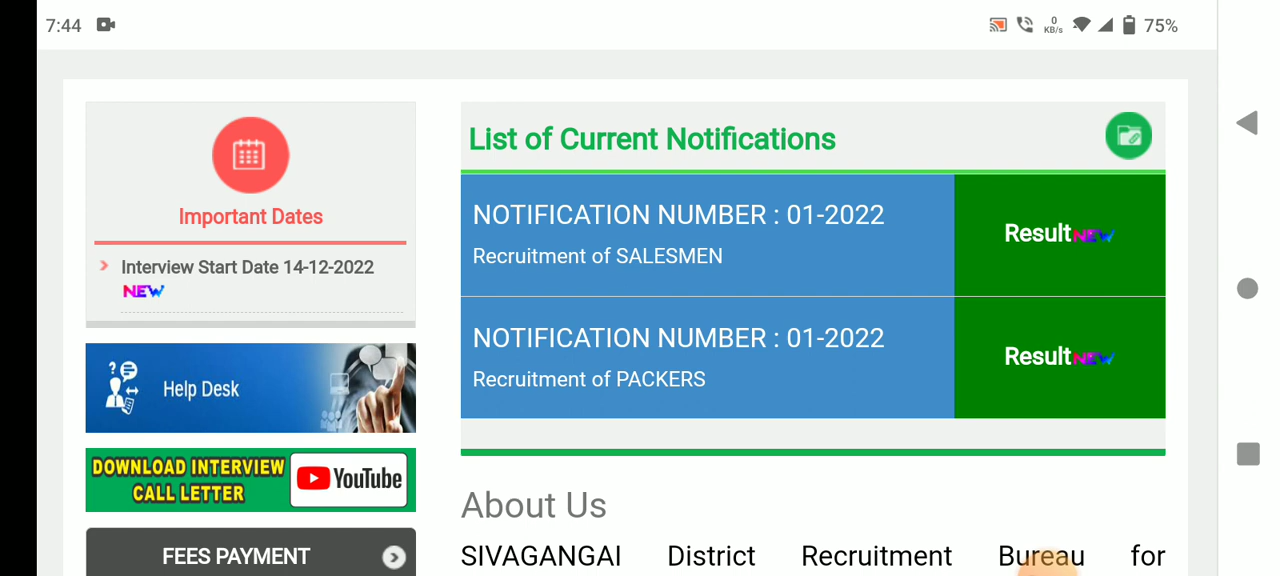 7:44
0
KB/s
75%
Important Dates
Interview Start Date 14-12-2022
NEW
Help Desk
DOWNLOAD INTERVIEW
CALL LETTER
YouTube
FEES PAYMENT
List of Current Notifications
NOTIFICATION NUMBER : 01-2022
Recruitment of SALESMEN
Result NEW
NOTIFICATION NUMBER : 01-2022
Recruitment of PACKERS
Result NEW
About Us
SIVAGANGAI District Recruitment Bureau for